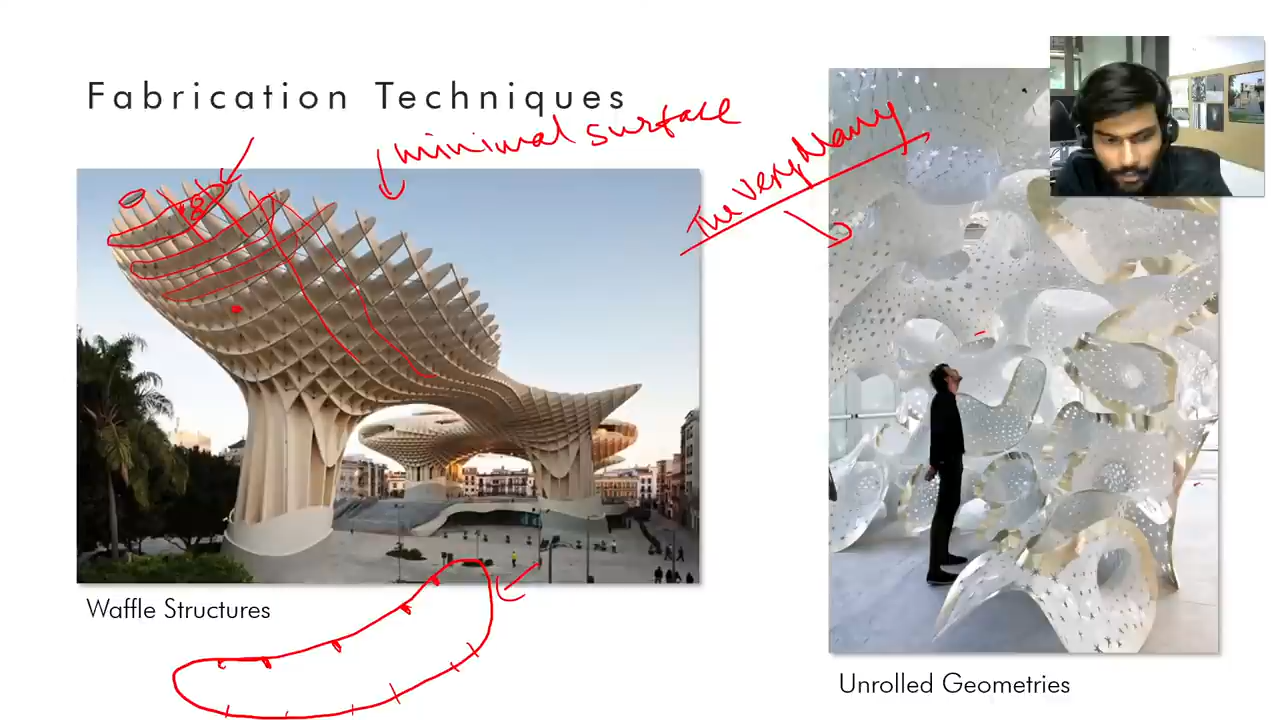 Fabrication Techniques
minimal surface
The Very Many
Waffle Structures
Unrolled Geometries